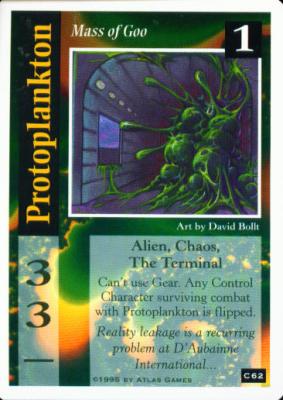 Protoplankton
Mass of Goo
1
Art by David Bollt
3
3
Alien, Chaos,
The Terminal
Can't use Gear. Any Control
Character surviving combat
with Protoplankton is flipped.
Reality leakage is a recurring
problem at D'Aubainne
International...
©1995 BY ATLAS GAMES
C62